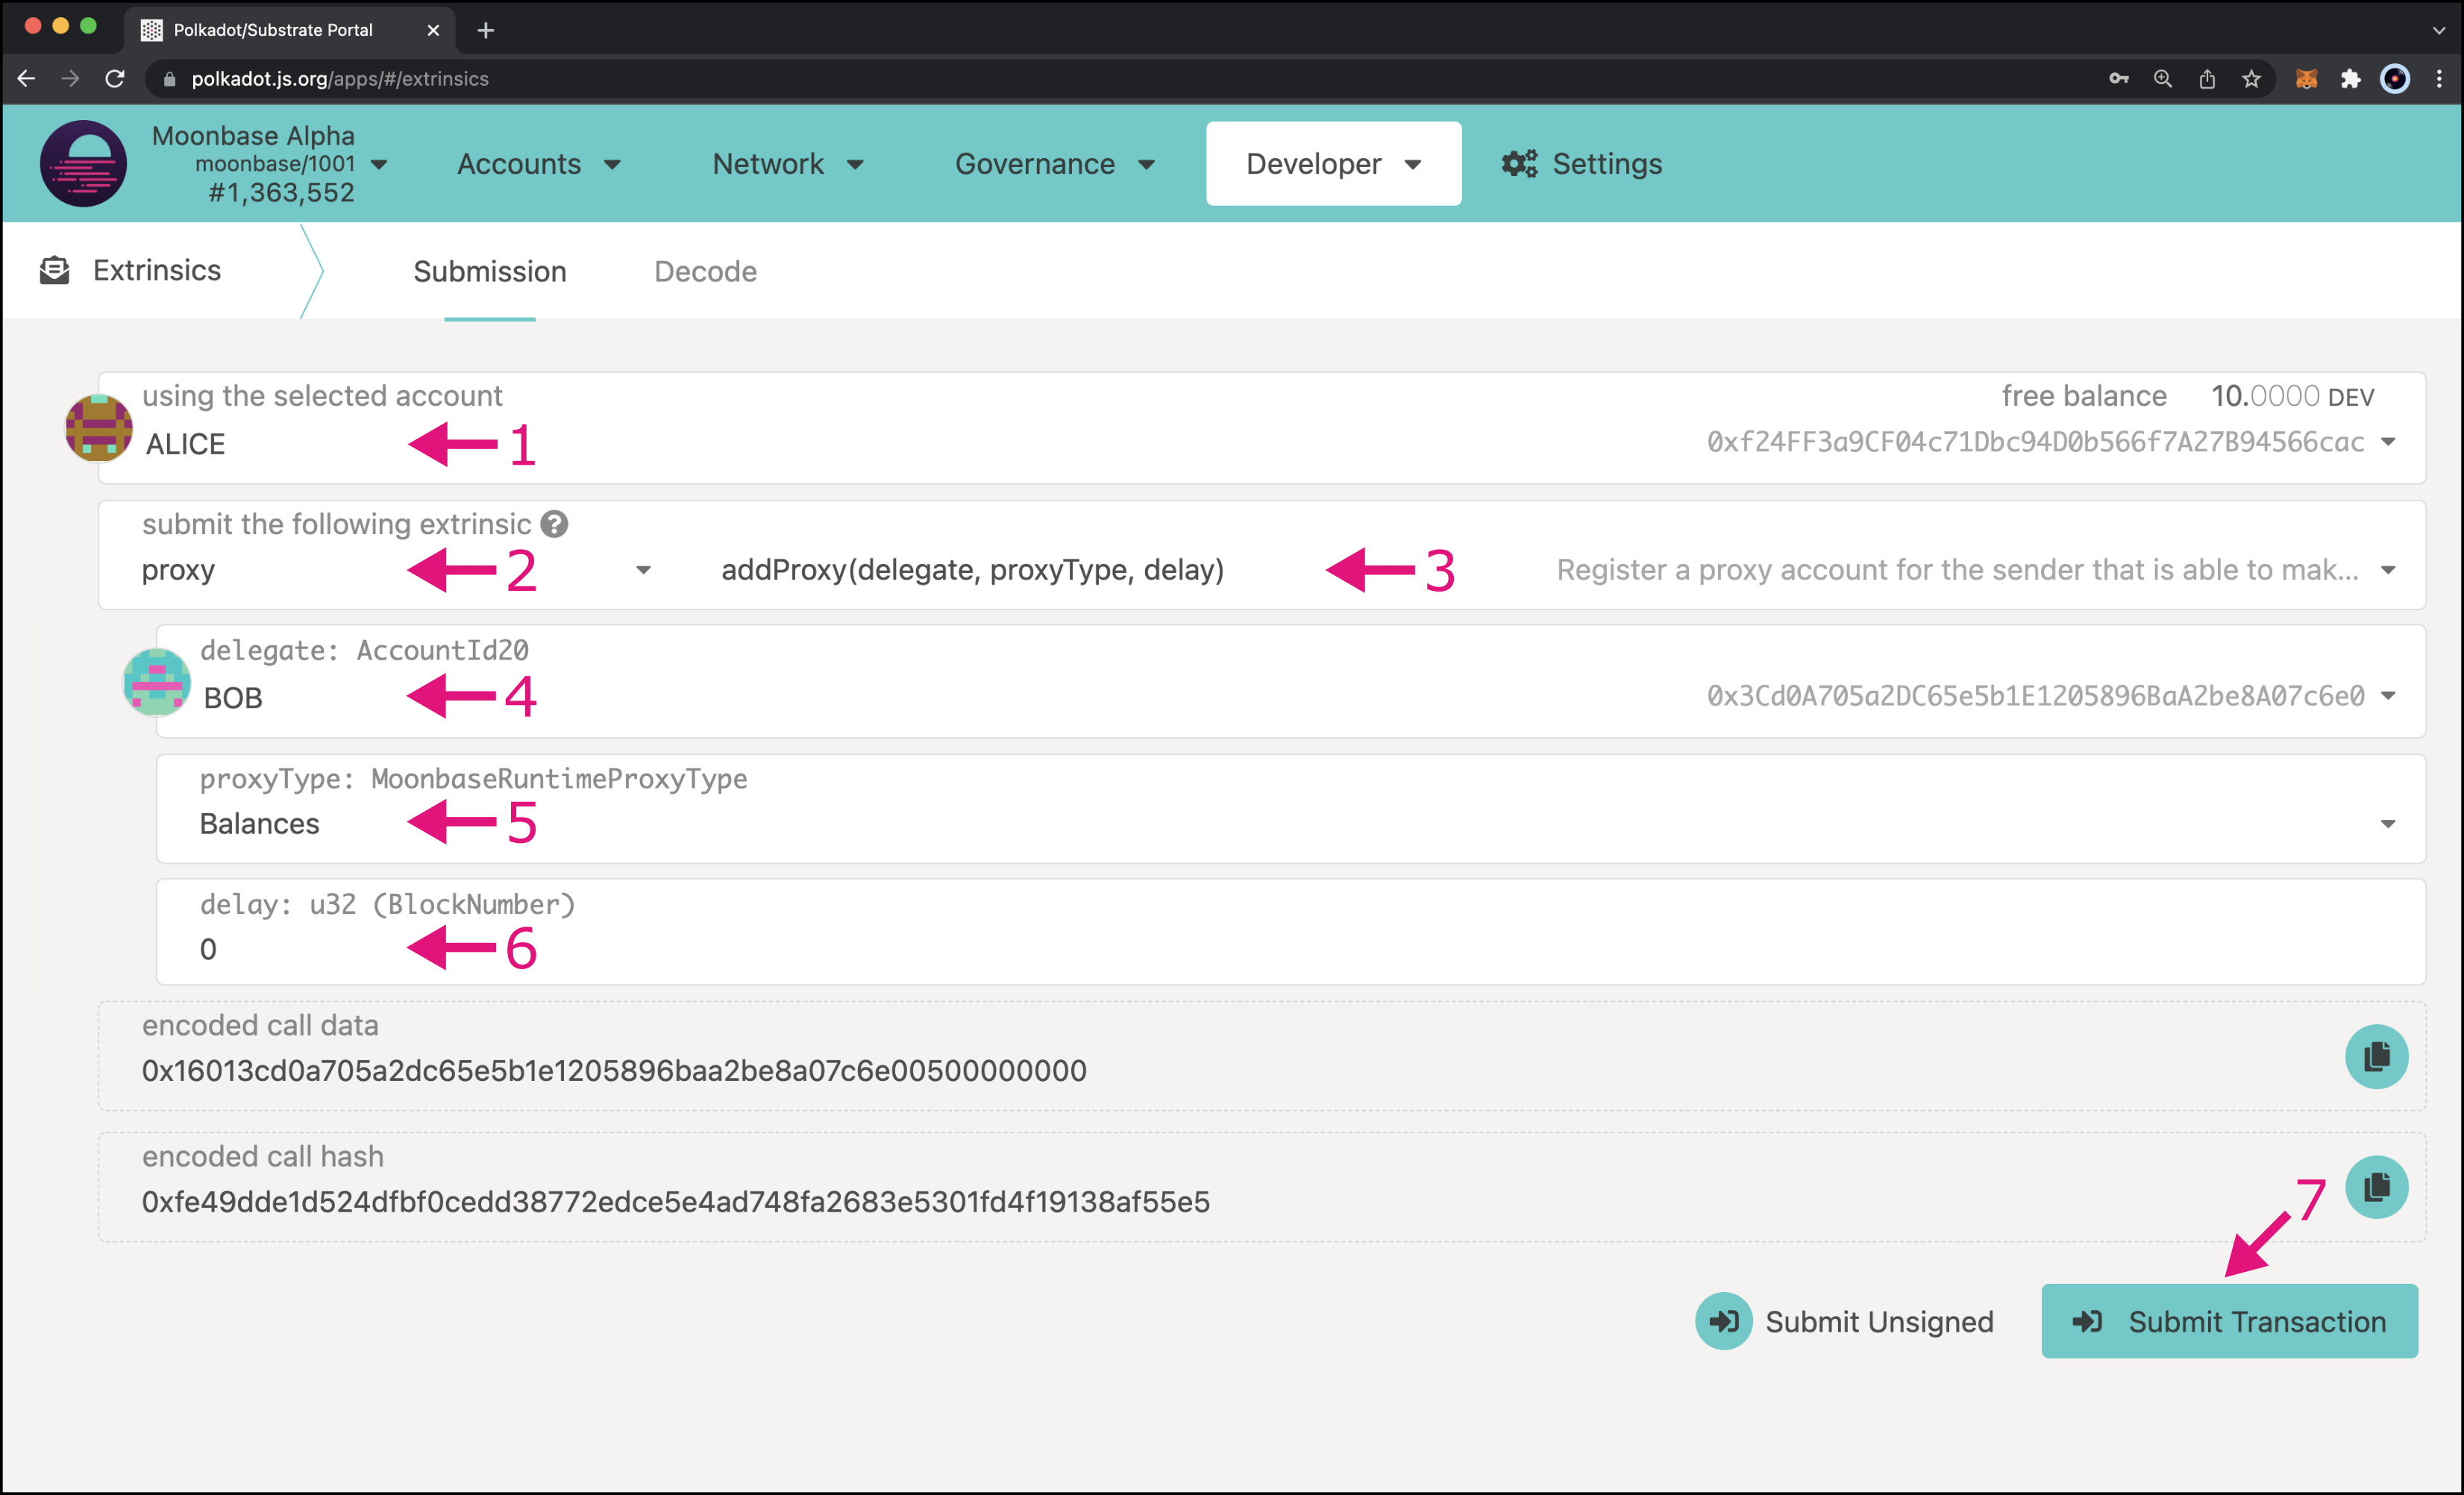 Polkadot/Substrate Portal
polkadot.js.org/apps/#/extrinsics
Moonbase Alpha
moonbase/1001
#1,363,552
Accounts
Network
Governance
Developer
Settings
Extrinsics
Submission
Decode
using the selected account
free balance 10.0000 DEV
ALICE
1
0xf24FF3a9CF04c71Dbc94D0b566f7A27B94566cac
submit the following extrinsic ?
proxy
2
addProxy(delegate, proxyType, delay)
3
Register a proxy account for the sender that is able to mak...
delegate: AccountId20
BOB
4
0x3Cd0A705a2DC65e5b1E1205896BaA2be8A07c6e0
proxyType: MoonbaseRuntimeProxyType
Balances
5
delay: u32 (BlockNumber)
0
6
encoded call data
0x16013cd0a705a2dc65e5b1e1205896baa2be8a07c6e00500000000
encoded call hash
0xfe49dde1d524dfbf0cedd38772edce5e4ad748fa2683e5301fd4f19138af55e5
7
Submit Unsigned
Submit Transaction